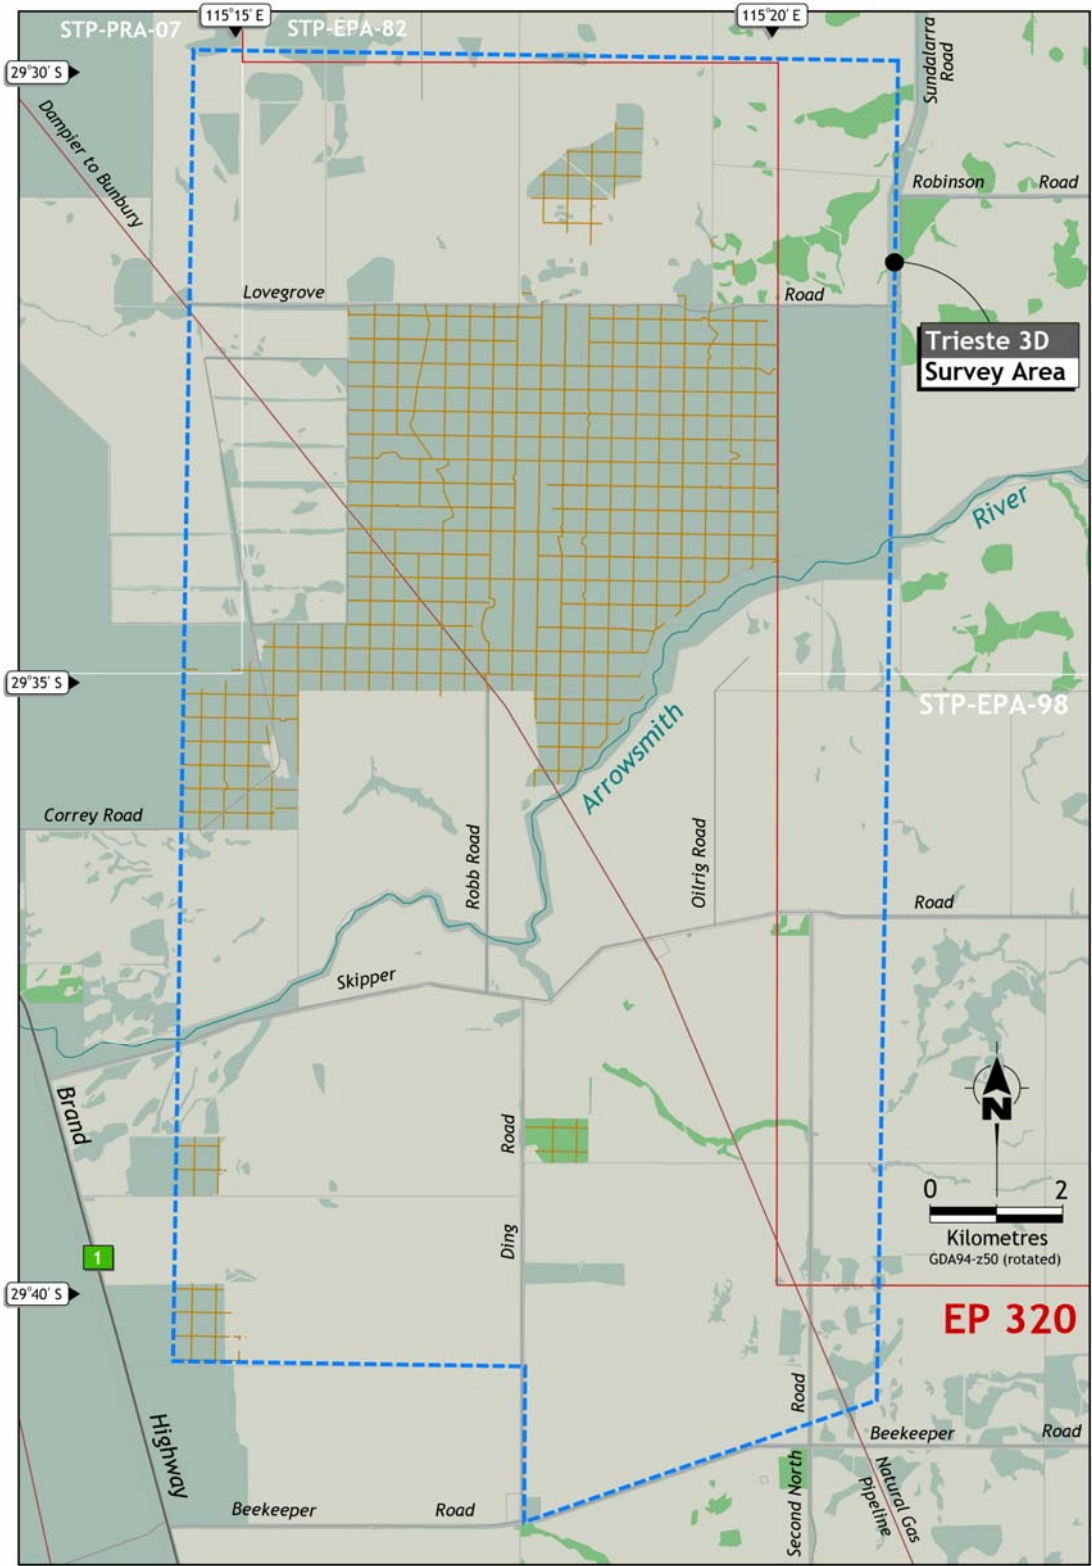 115°15' E
115°20' E
STP-PRA-07
STP-EPA-82
29°30' S
Sundalarra
Road
Dampier to Bunbury
Robinson Road
Lovegrove Road
Trieste 3D
Survey Area
River
29°35' S
STP-EPA-98
Arrowsmith
Correy Road
Robb Road
Oilrig Road
Road
Skipper
Brand
Road
N
0 2
Kilometres
GDA94-z50 (rotated)
Ding
1
29°40' S
EP 320
Road
Highway
Beekeeper Road
Second North
Natural Gas
Pipeline
Beekeeper Road